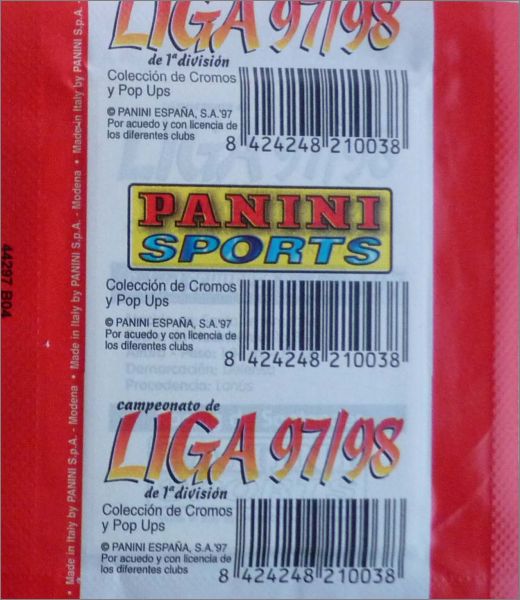 LIGA 97/98
de 1ª división
Colección de Cromos
y Pop Ups
© PANINI ESPAÑA, S.A.'97
Por acuedo y con licencia de
los diferentes clubs
8 424248 210038
PANINI
SPORTS
Colección de Cromos
y Pop Ups
© PANINI ESPAÑA, S.A.'97
Por acuedo y con licencia de
los diferentes clubs
8 424248 210038
Demarcación:
Procedencia: Lanús
campeonato de
LIGA 97/98
de 1ª división
Colección de Cromos
y Pop Ups
© PANINI ESPAÑA, S.A.'97
Por acuedo y con licencia de
los diferentes clubs
8 424248 210038
Made in Italy by PANINI S.p.A. - Modena • Made in Italy by PANINI S.p.A. - Modena • Made in Italy by PANINI S.p.A.
44297 B04